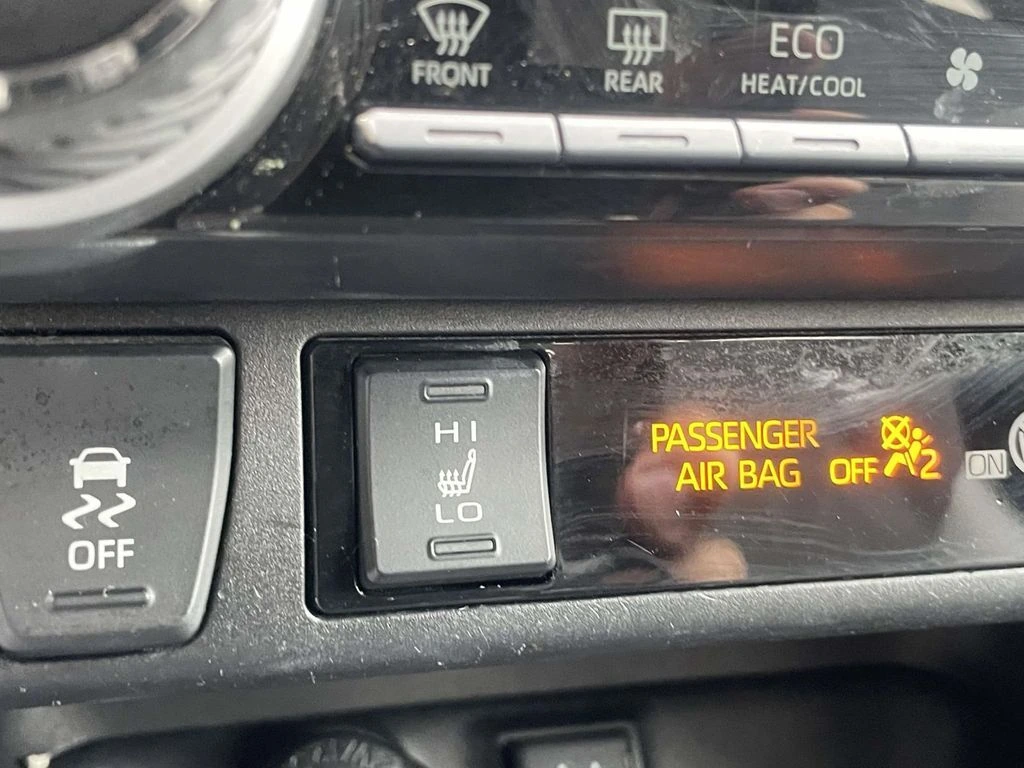 FRONT
REAR
ECO
HEAT/COOL
OFF
HI
LO
PASSENGER
AIR BAG OFF 2 ON